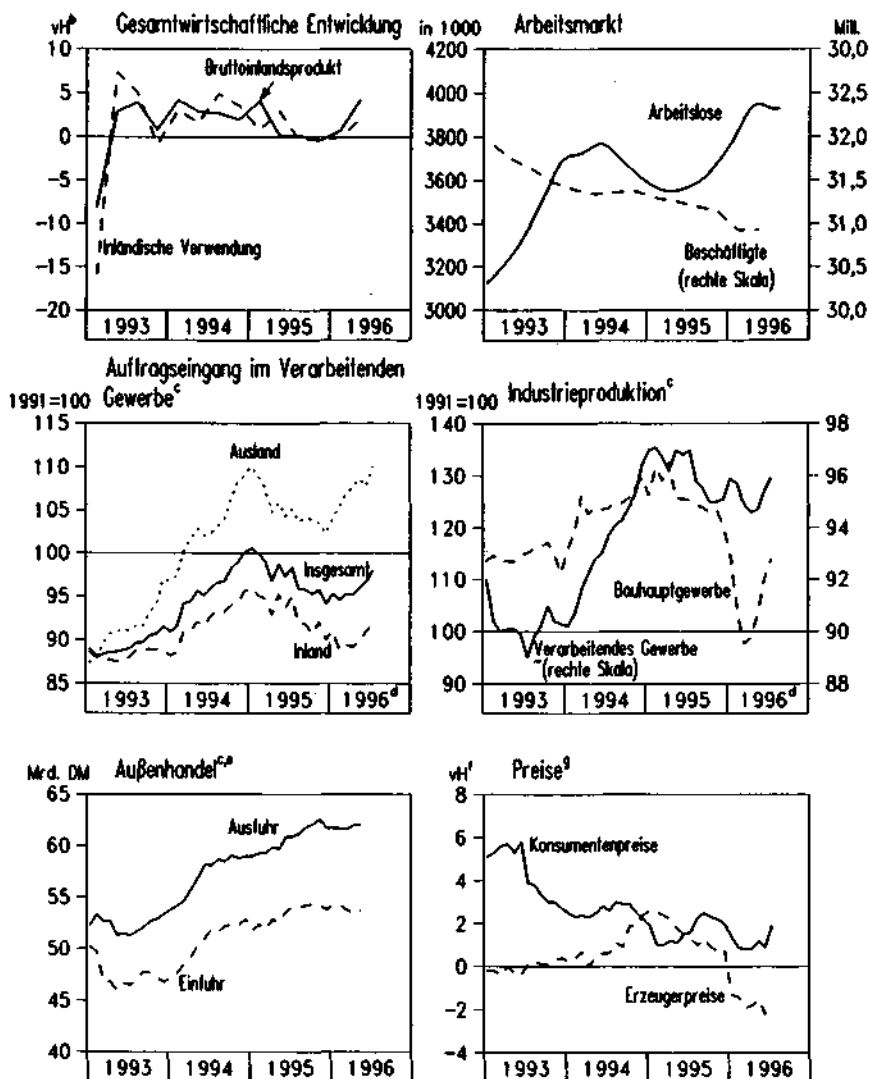 Gesamtwirtschaftliche Entwicklung
vH^b
10
5
0
-5
-10
-15
-20
Bruttoinlandsprodukt
Inländische Verwendung
1993 1994 1995 1996
Arbeitsmarkt
in 1000
Mill.
4200
4000
3800
3600
3400
3200
3000
30,0
32,5
32,0
31,5
31,0
30,5
30,0
Arbeitslose
Beschäftigte
(rechte Skala)
1993 1994 1995 1996
Auftragseingang im Verarbeitenden
Gewerbe^c
1991=100
115
110
105
100
95
90
85
Ausland
Insgesamt
Inland
1993 1994 1995 1996^d
Industrieproduktion^c
1991=100
140
130
120
110
100
90
98
96
94
92
90
88
Bauhauptgewerbe
Verarbeitendes Gewerbe
(rechte Skala)
1993 1994 1995 1996^d
Außenhandel^c,e
Mrd. DM
65
60
55
50
45
40
Ausfuhr
Einfuhr
1993 1994 1995 1996
Preise^g
vH^f
8
6
4
2
0
-2
-4
Konsumentenpreise
Erzeugerpreise
1993 1994 1995 1996